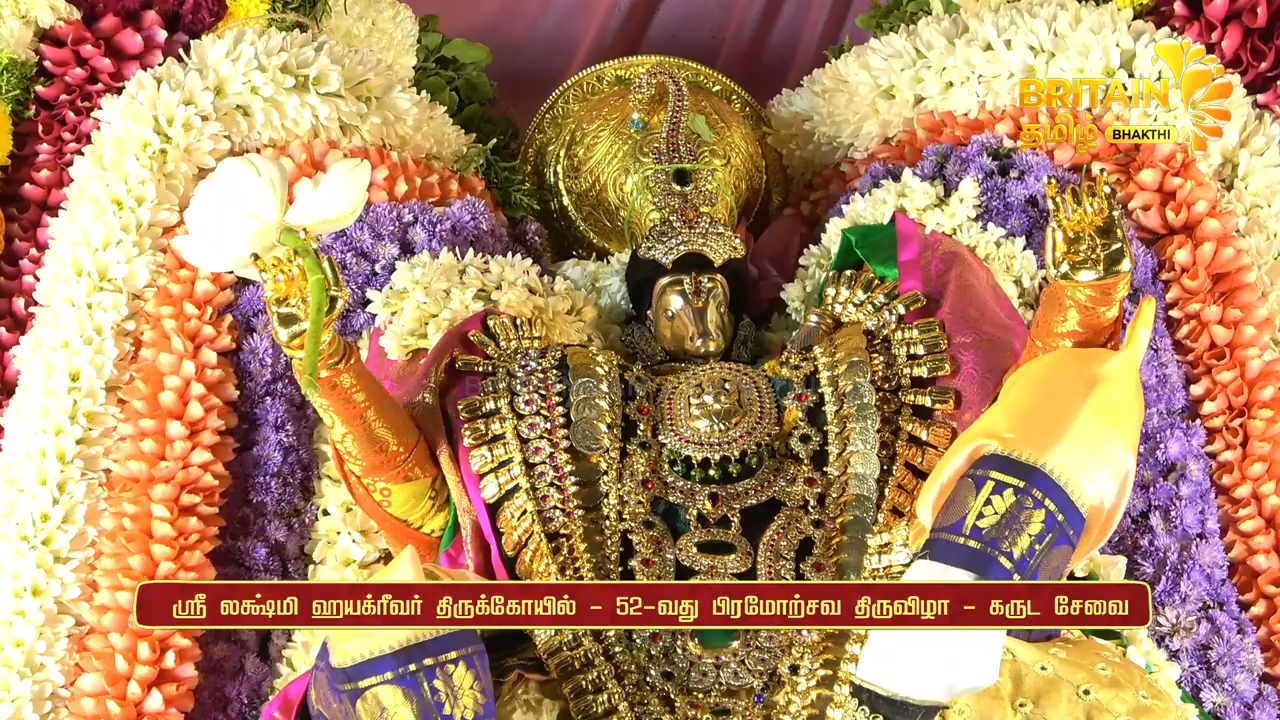 BRITAIN
தமிழ் BHAKTHI
ஸ்ரீ லக்ஷ்மி ஹயக்ரீவர் திருக்கோயில் - 52-வது பிரமோற்சவ திருவிழா - கருட சேவை